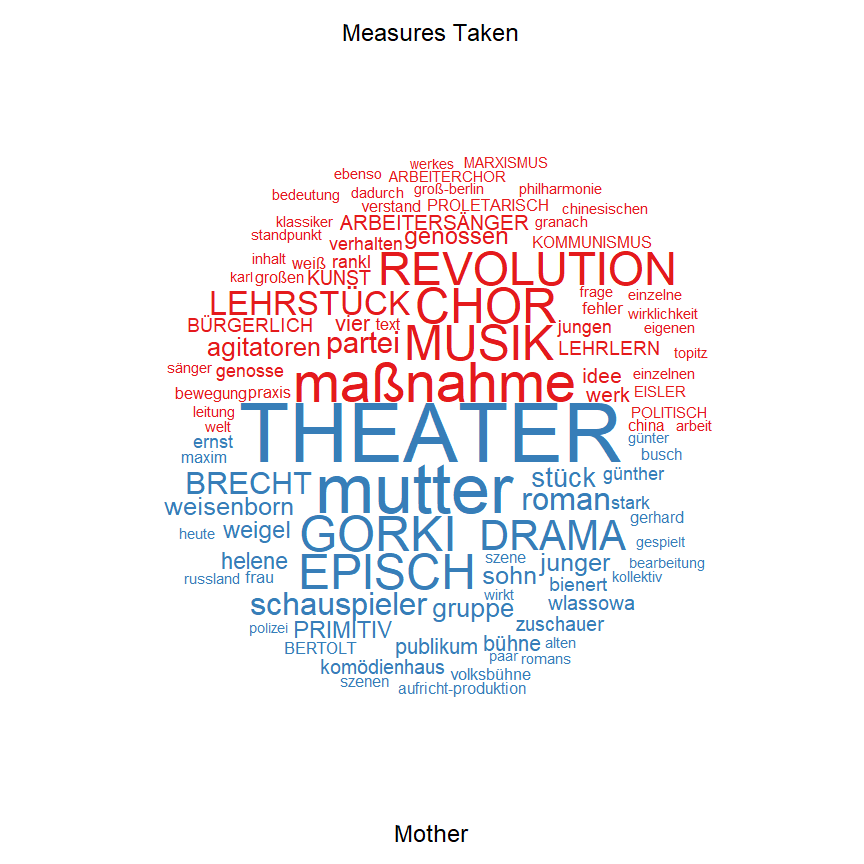 Measures Taken
werkes MARXISMUS
ebenso ARBEITERCHOR
bedeutung dadurch groß-berlin philharmonie
verstand PROLETARISCH chinesischen
klassiker ARBEITERSÄNGER granach
standpunkt verhalten genossen KOMMUNISMUS
inhalt weiß rankl REVOLUTION
karl großen KUNST frage einzelne
LEHRSTÜCK CHOR fehler wirklichkeit
BÜRGERLICH vier text jungen eigenen
agitatoren partei MUSIK LEHRLERN topitz
sänger genosse maßnahme idee einzelnen
bewegung praxis werk EISLER
leitung THEATER POLITISCH
welt china arbeit
ernst günter
maxim busch
BRECHT mutter stück günther
weisenborn roman stark
heute weigel GORKI DRAMA gerhard
gespielt
helene EPISCH szene junger bearbeitung
russland frau sohn bienert kollektiv
schauspieler gruppe wirkt wlassowa
polizei PRIMITIV zuschauer
BERTOLT publikum bühne alten
komödienhaus paar romans
szenen volksbühne
aufricht-produktion
Mother